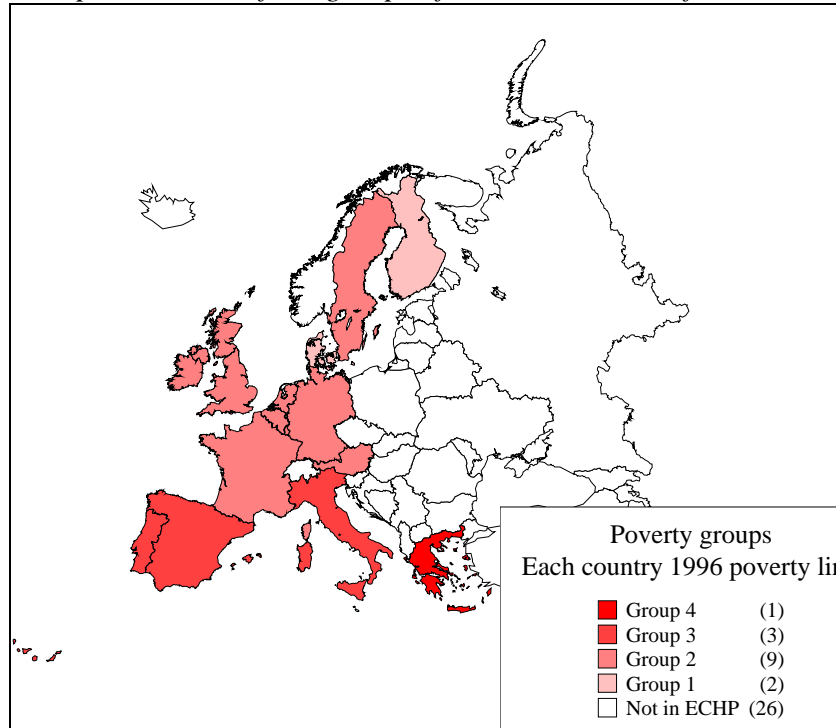 Poverty groups
Each country 1996 poverty lin
Group 4 (1)
Group 3 (3)
Group 2 (9)
Group 1 (2)
Not in ECHP (26)